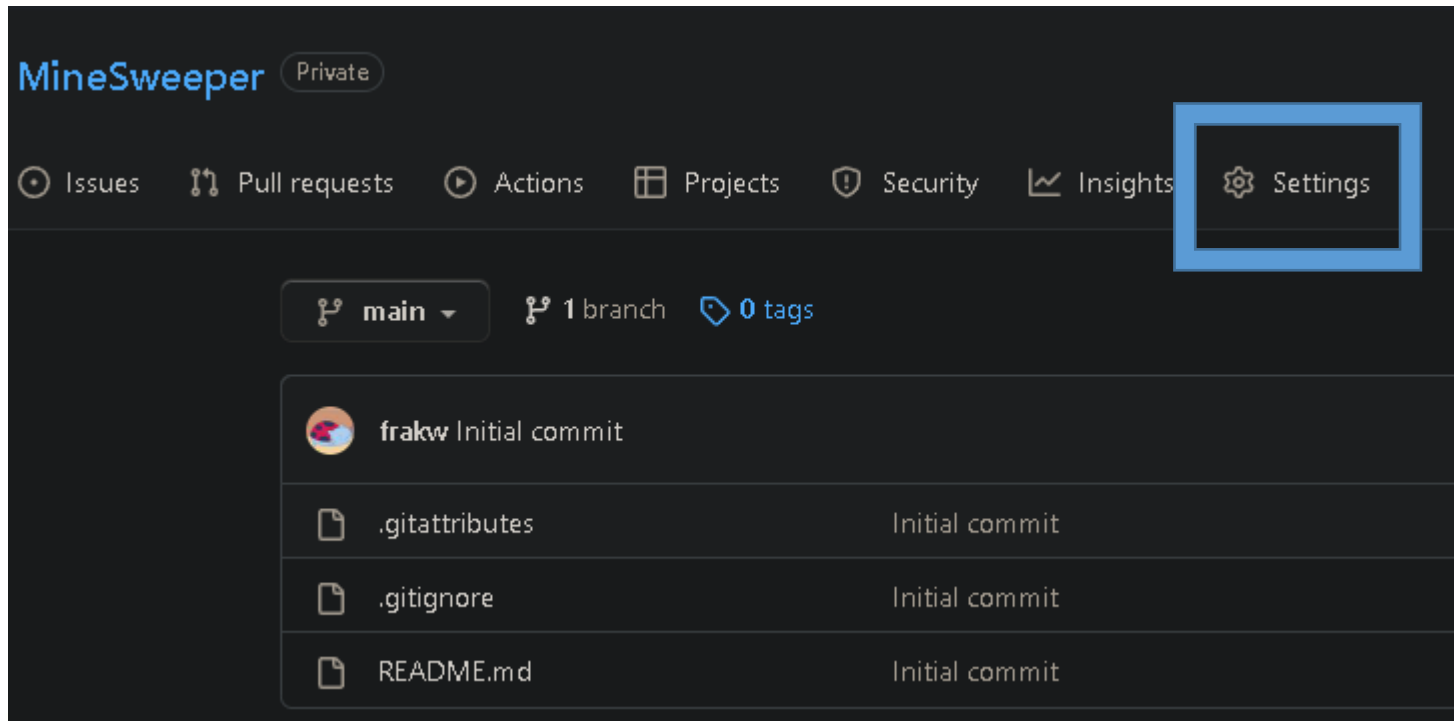 MineSweeper Private
Issues Pull requests Actions Projects Security Insights Settings
main 1 branch 0 tags
frakw Initial commit
.gitattributes Initial commit
.gitignore Initial commit
README.md Initial commit